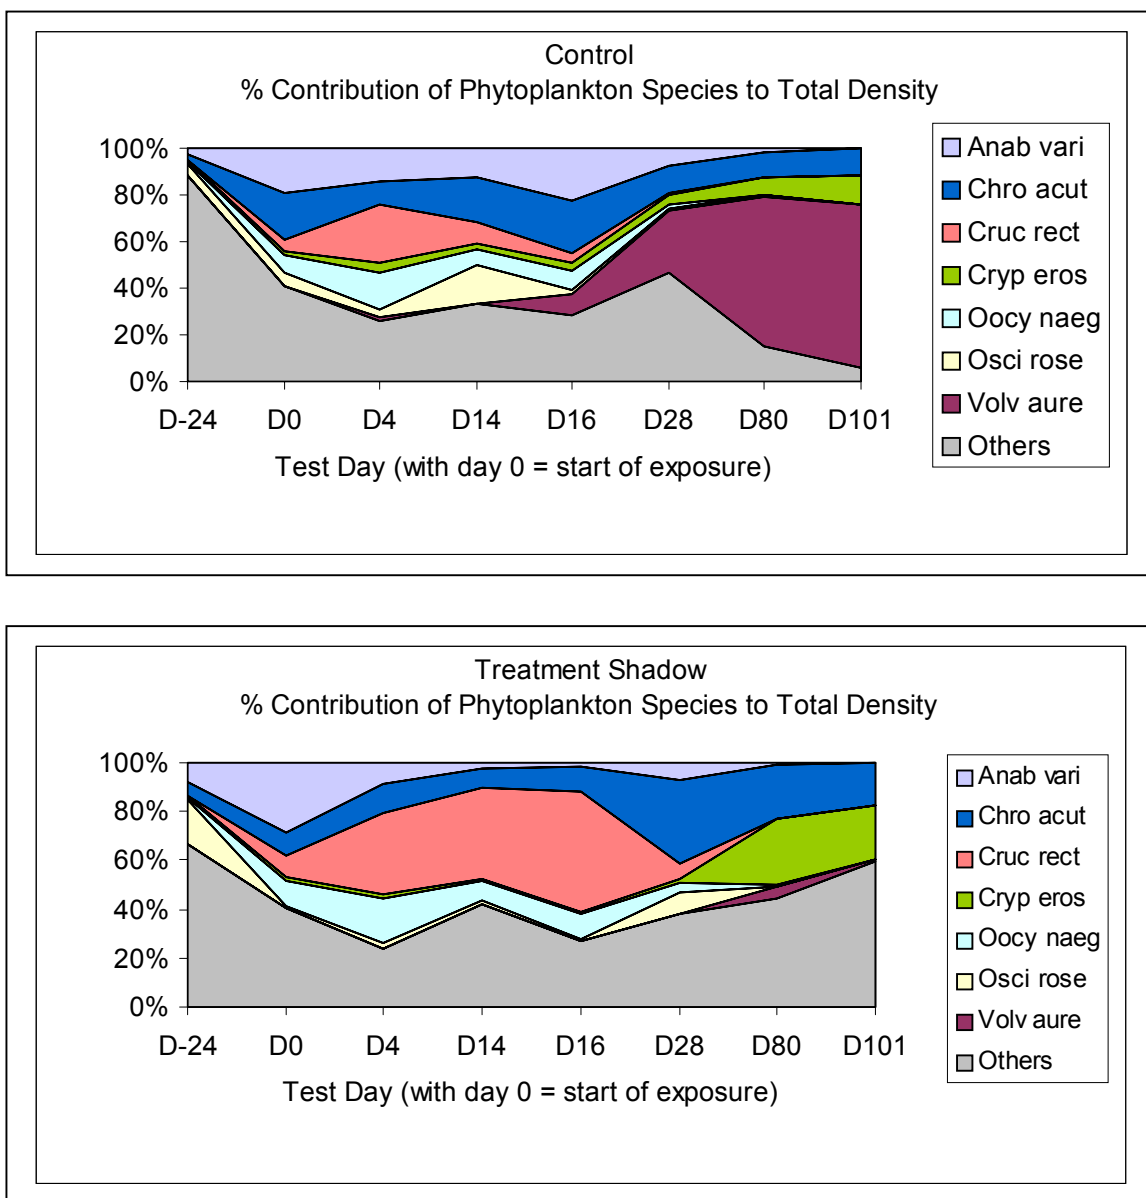 Control
% Contribution of Phytoplankton Species to Total Density
100%
80%
60%
40%
20%
0%
D-24 D0 D4 D14 D16 D28 D80 D101
Test Day (with day 0 = start of exposure)
Anab vari
Chro acut
Cruc rect
Cryp eros
Oocy naeg
Osci rose
Volv aure
Others
Treatment Shadow
% Contribution of Phytoplankton Species to Total Density
100%
80%
60%
40%
20%
0%
D-24 D0 D4 D14 D16 D28 D80 D101
Test Day (with day 0 = start of exposure)
Anab vari
Chro acut
Cruc rect
Cryp eros
Oocy naeg
Osci rose
Volv aure
Others